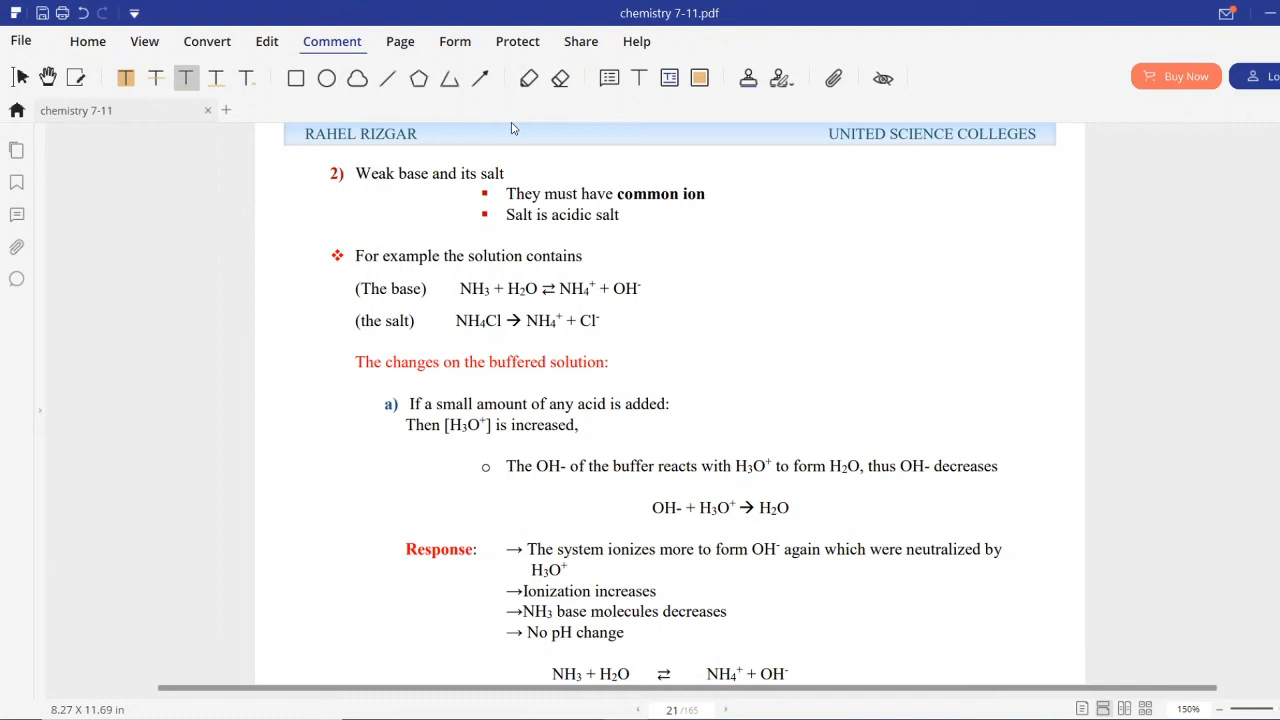 chemistry 7-11.pdf
File Home View Convert Edit Comment Page Form Protect Share Help
Buy Now Lo
chemistry 7-11
RAHEL RIZGAR UNITED SCIENCE COLLEGES
2) Weak base and its salt
▪ They must have common ion
▪ Salt is acidic salt
❖ For example the solution contains
(The base) NH₃ + H₂O ⇄ NH₄⁺ + OH⁻
(the salt) NH₄Cl → NH₄⁺ + Cl⁻
The changes on the buffered solution:
a) If a small amount of any acid is added:
Then [H₃O⁺] is increased,
o The OH- of the buffer reacts with H₃O⁺ to form H₂O, thus OH- decreases
OH- + H₃O⁺ → H₂O
Response: → The system ionizes more to form OH⁻ again which were neutralized by
H₃O⁺
→Ionization increases
→NH₃ base molecules decreases
→ No pH change
NH₃ + H₂O ⇄ NH₄⁺ + OH⁻
8.27 x 11.69 in 21/165 150%